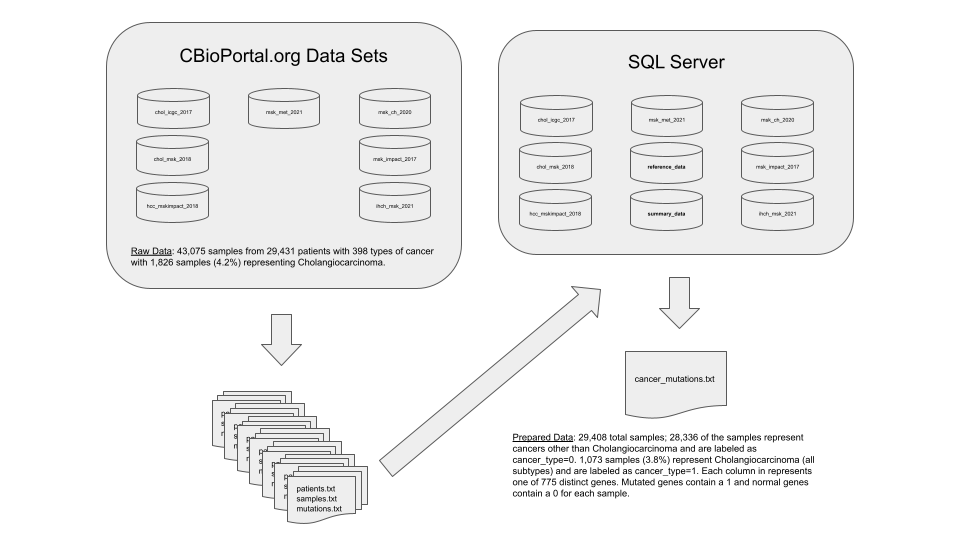 CBioPortal.org Data Sets
chol_icgc_2017
msk_met_2021
msk_ch_2020
chol_msk_2018
msk_impact_2017
hcc_mskimpact_2018
ihch_msk_2021
Raw Data: 43,075 samples from 29,431 patients with 398 types of cancer
with 1,826 samples (4.2%) representing Cholangiocarcinoma.
SQL Server
chol_icgc_2017
msk_met_2021
msk_ch_2020
chol_msk_2018
reference_data
msk_impact_2017
hcc_mskimpact_2018
summary_data
ihch_msk_2021
patients.txt
samples.txt
mutations.txt
cancer_mutations.txt
Prepared Data: 29,408 total samples; 28,336 of the samples represent
cancers other than Cholangiocarcinoma and are labeled as
cancer_type=0. 1,073 samples (3.8%) represent Cholangiocarcinoma (all
subtypes) and are labeled as cancer_type=1. Each column in represents
one of 775 distinct genes. Mutated genes contain a 1 and normal genes
contain a 0 for each sample.